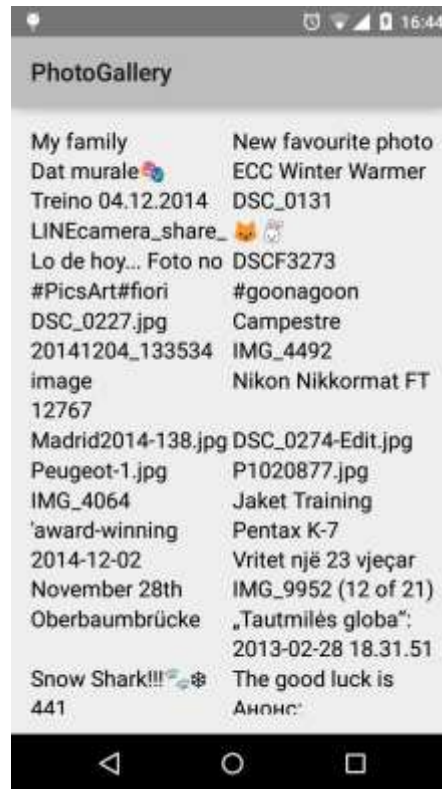 16:44
PhotoGallery
My family New favourite photo
Dat murale🎭 ECC Winter Warmer
Treino 04.12.2014 DSC_0131
LINEcamera_share_ 🐱🐰
Lo de hoy... Foto no DSCF3273
#PicsArt#fiori #goonagoon
DSC_0227.jpg Campestre
20141204_133534 IMG_4492
image Nikon Nikkormat FT
12767
Madrid2014-138.jpg DSC_0274-Edit.jpg
Peugeot-1.jpg P1020877.jpg
IMG_4064 Jaket Training
'award-winning Pentax K-7
2014-12-02 Vritet një 23 vjeçar
November 28th IMG_9952 (12 of 21)
Oberbaumbrücke „Tautmilės globa“:
2013-02-28 18.31.51
Snow Shark!!!🐾❄ The good luck is
441 Анонс: